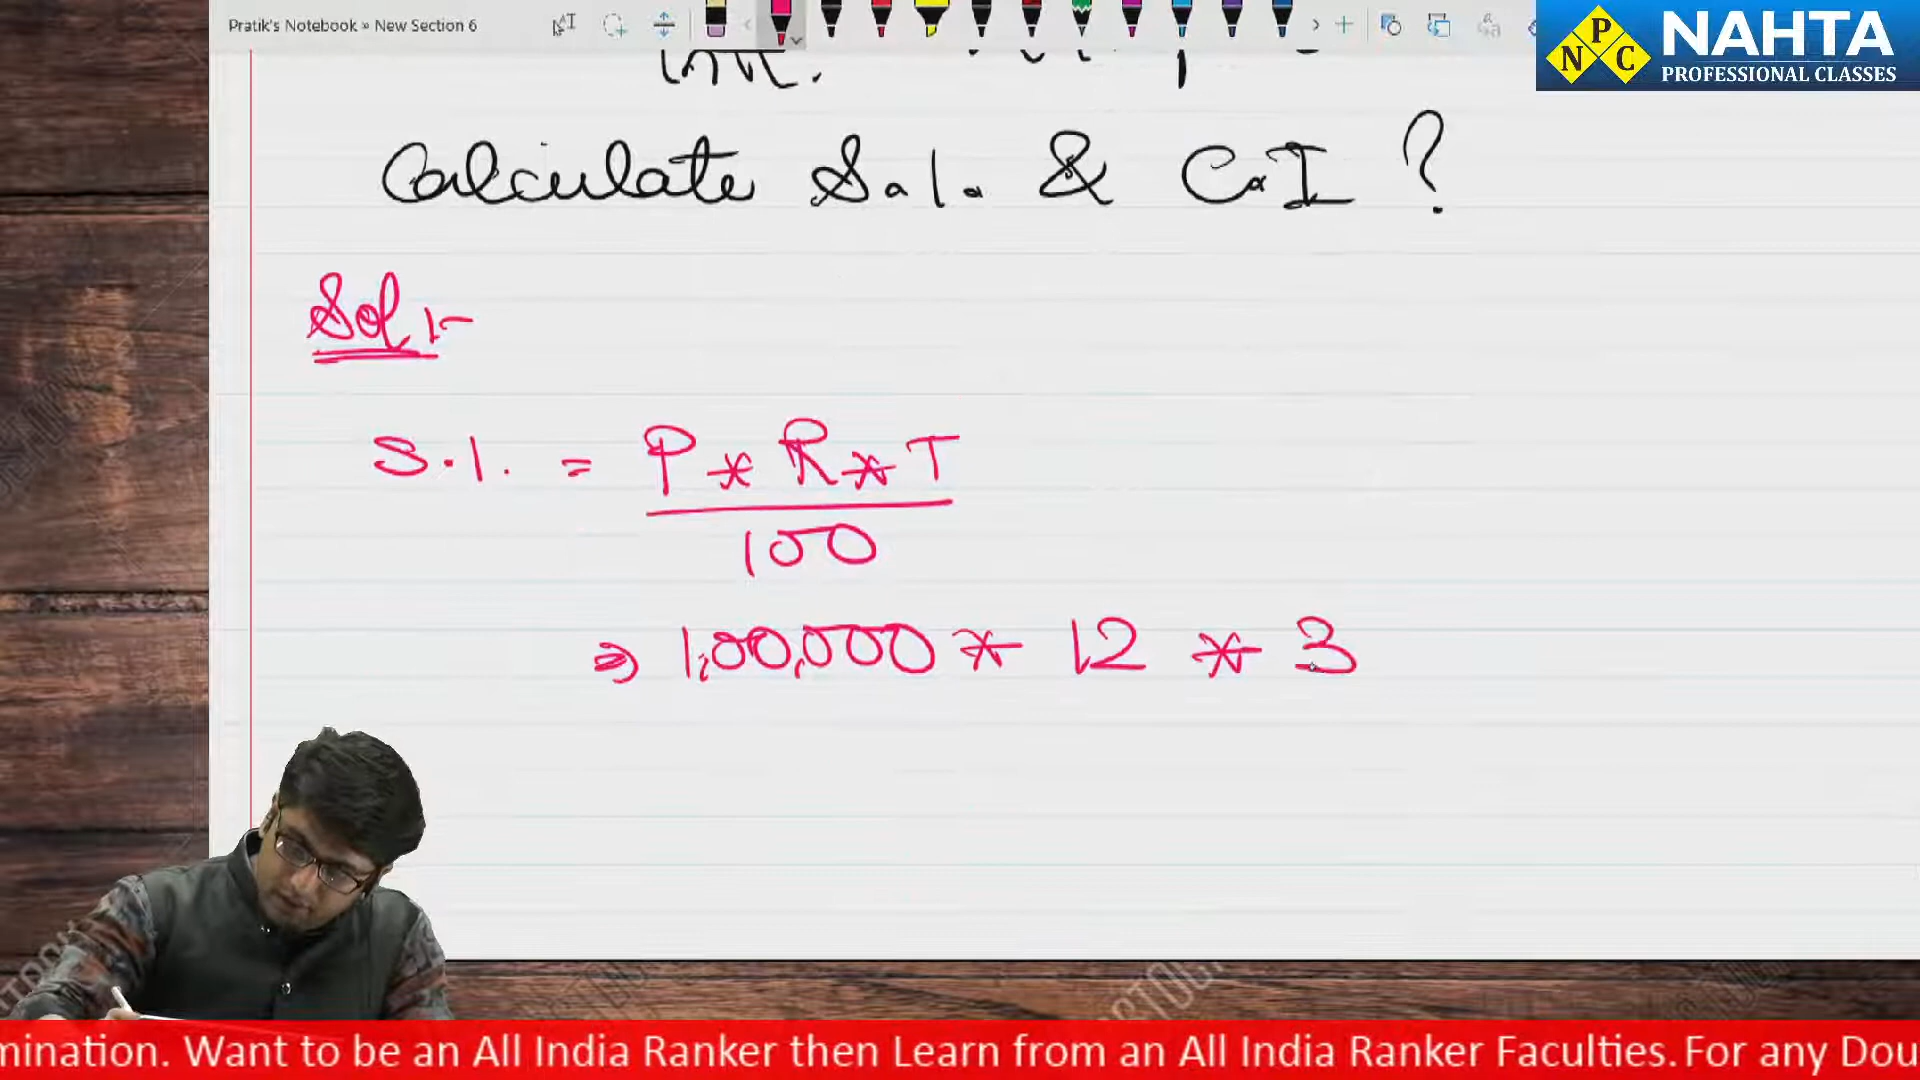 Pratik's Notebook » New Section 6
NPC
NAHTA
PROFESSIONAL CLASSES
Calculate S.I. & C.I ?
Sol :-
S.I. = P * R * T
100
⇒ 1,00,000 * 12 * 3
mination. Want to be an All India Ranker then Learn from an All India Ranker Faculties. For any Dou